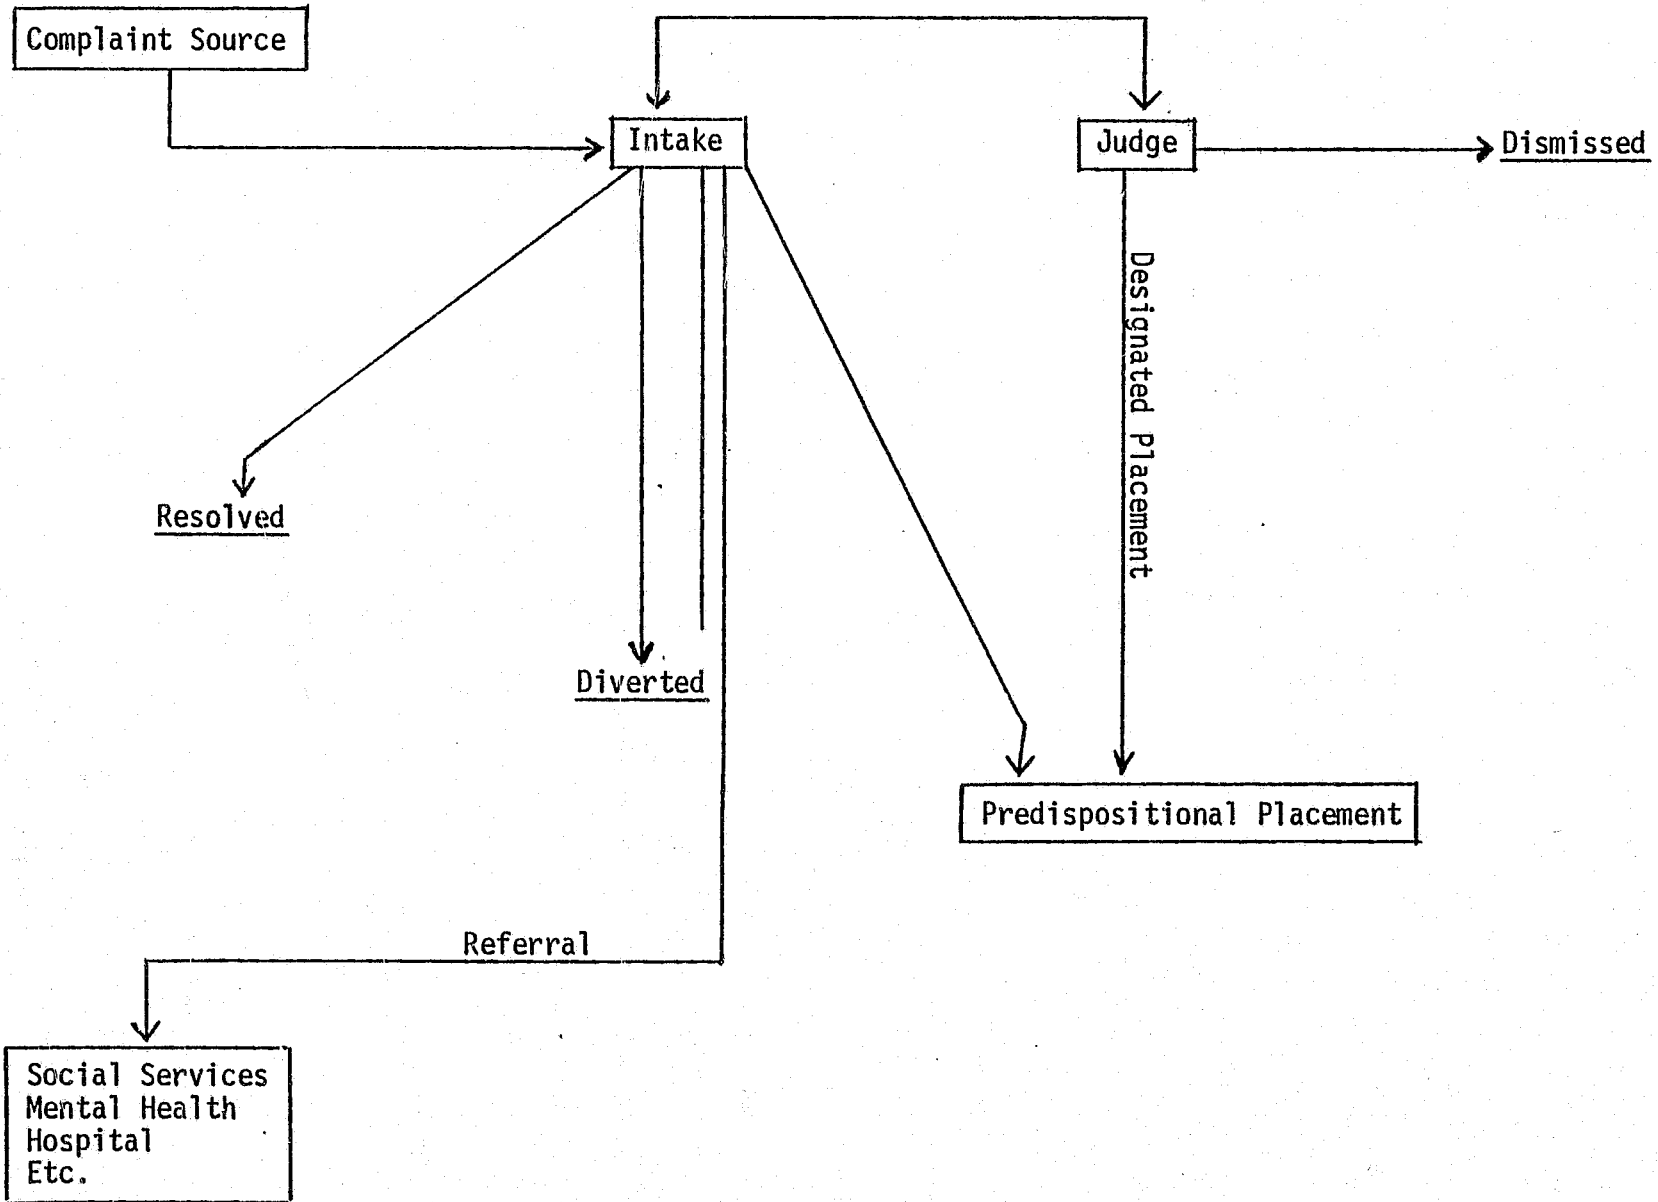 Complaint Source
Intake
Judge
Dismissed
Designated Placement
Resolved
Diverted
Predispositional Placement
Referral
Social Services
Mental Health
Hospital
Etc.